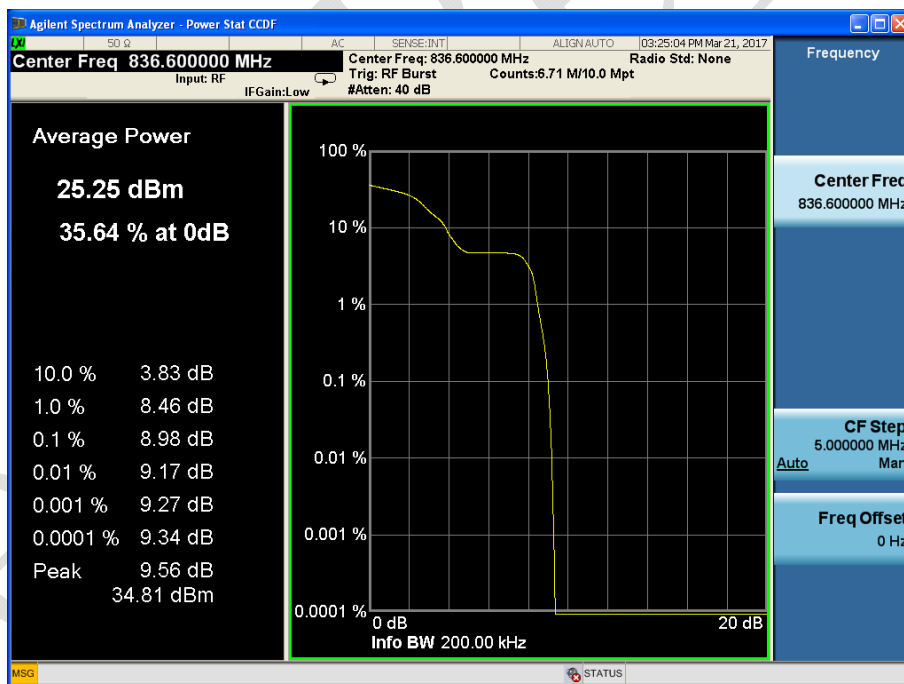 Agilent Spectrum Analyzer - Power Stat CCDF
LXI 50 Ω AC SENSE:INT ALIGN AUTO 03:25:04 PM Mar 21, 2017
Center Freq 836.600000 MHz
Input: RF
IFGain:Low
Center Freq: 836.600000 MHz Radio Std: None
Trig: RF Burst Counts:6.71 M/10.0 Mpt
#Atten: 40 dB
Average Power
25.25 dBm
35.64 % at 0dB
10.0 % 3.83 dB
1.0 % 8.46 dB
0.1 % 8.98 dB
0.01 % 9.17 dB
0.001 % 9.27 dB
0.0001 % 9.34 dB
Peak 9.56 dB
34.81 dBm
100 %
10 %
1 %
0.1 %
0.01 %
0.001 %
0.0001 %
0 dB 20 dB
Info BW 200.00 kHz
Frequency
Center Freq
836.600000 MHz
CF Step
5.000000 MHz
Auto Man
Freq Offset
0 Hz
MSG STATUS